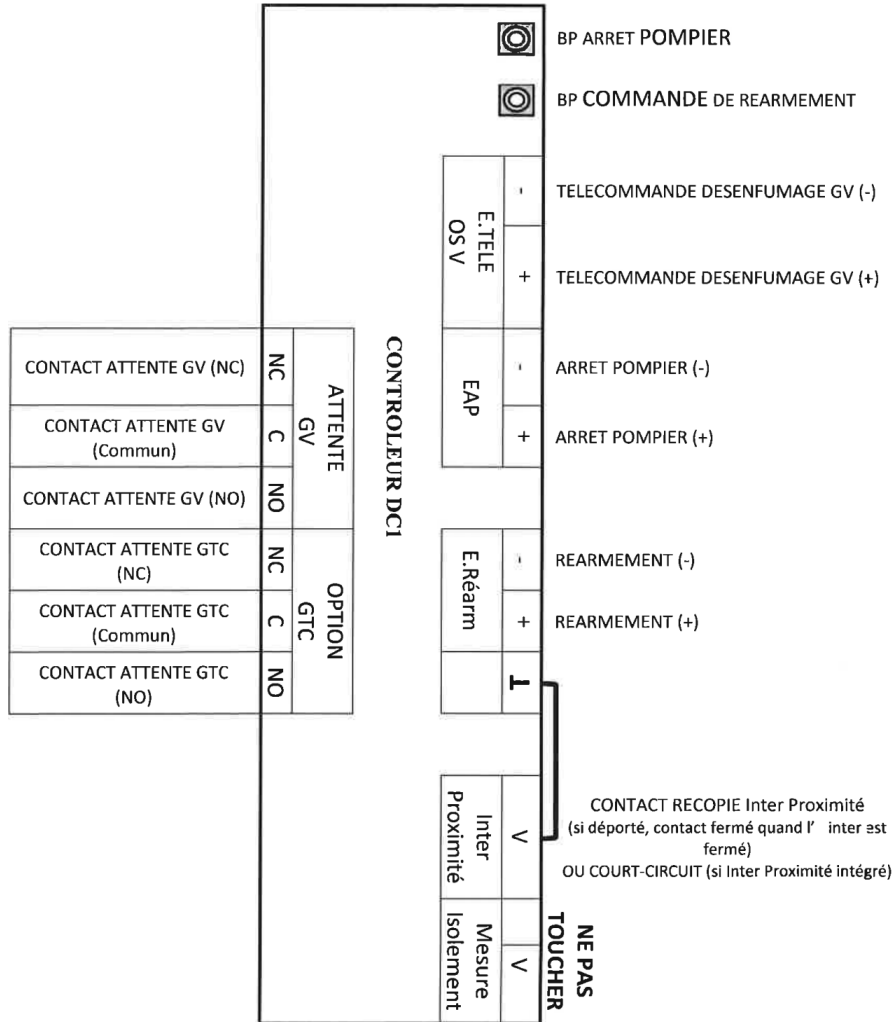 BP ARRET POMPIER
BP COMMANDE DE REARMEMENT
E.TELE
OS V
-
TELECOMMANDE DESENFUMAGE GV (-)
+
TELECOMMANDE DESENFUMAGE GV (+)
EAP
-
ARRET POMPIER (-)
+
ARRET POMPIER (+)
CONTROLEUR DC1
ATTENTE
GV
CONTACT ATTENTE GV (NC)
NC
CONTACT ATTENTE GV
(Commun)
C
CONTACT ATTENTE GV (NO)
NO
OPTION
GTC
CONTACT ATTENTE GTC
(NC)
NC
CONTACT ATTENTE GTC
(Commun)
C
CONTACT ATTENTE GTC
(NO)
NO
E.Réarm
-
REARMEMENT (-)
+
REARMEMENT (+)
Inter
Proximité
V
CONTACT RECOPIE Inter Proximité
(si déporté, contact fermé quand l' inter est
fermé)
OU COURT-CIRCUIT (si Inter Proximité intégré)
Mesure
Isolement
V
NE PAS
TOUCHER